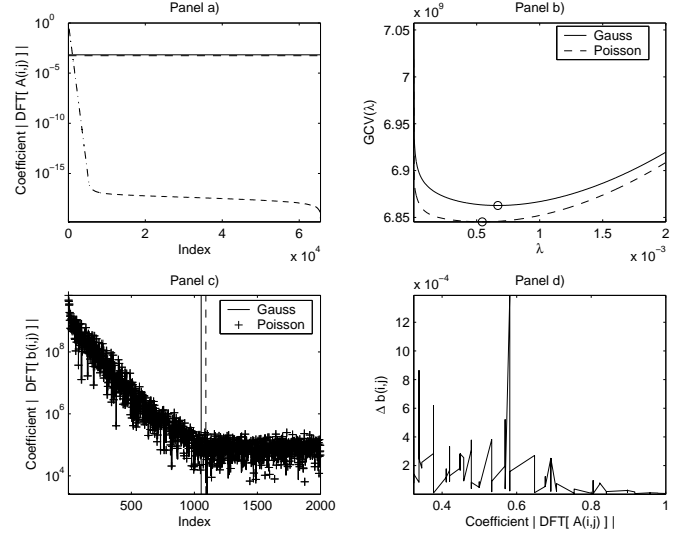 Panel a)
10^0
10^-5
10^-10
10^-15
Coefficient | DFT[ A(i,j) ] |
0 2 4 6
Index
x 10^4
Panel b)
x 10^9
7.05
7
6.95
6.9
6.85
GCV(λ)
Gauss
Poisson
0 0.5 1 1.5 2
λ
x 10^-3
Panel c)
10^8
10^6
10^4
Coefficient | DFT[ b(i,j) ] |
Gauss
Poisson
0 500 1000 1500 2000
Index
Panel d)
x 10^-4
12
10
8
6
4
2
Δ b(i,j)
0.4 0.6 0.8 1
Coefficient | DFT[ A(i,j) ] |